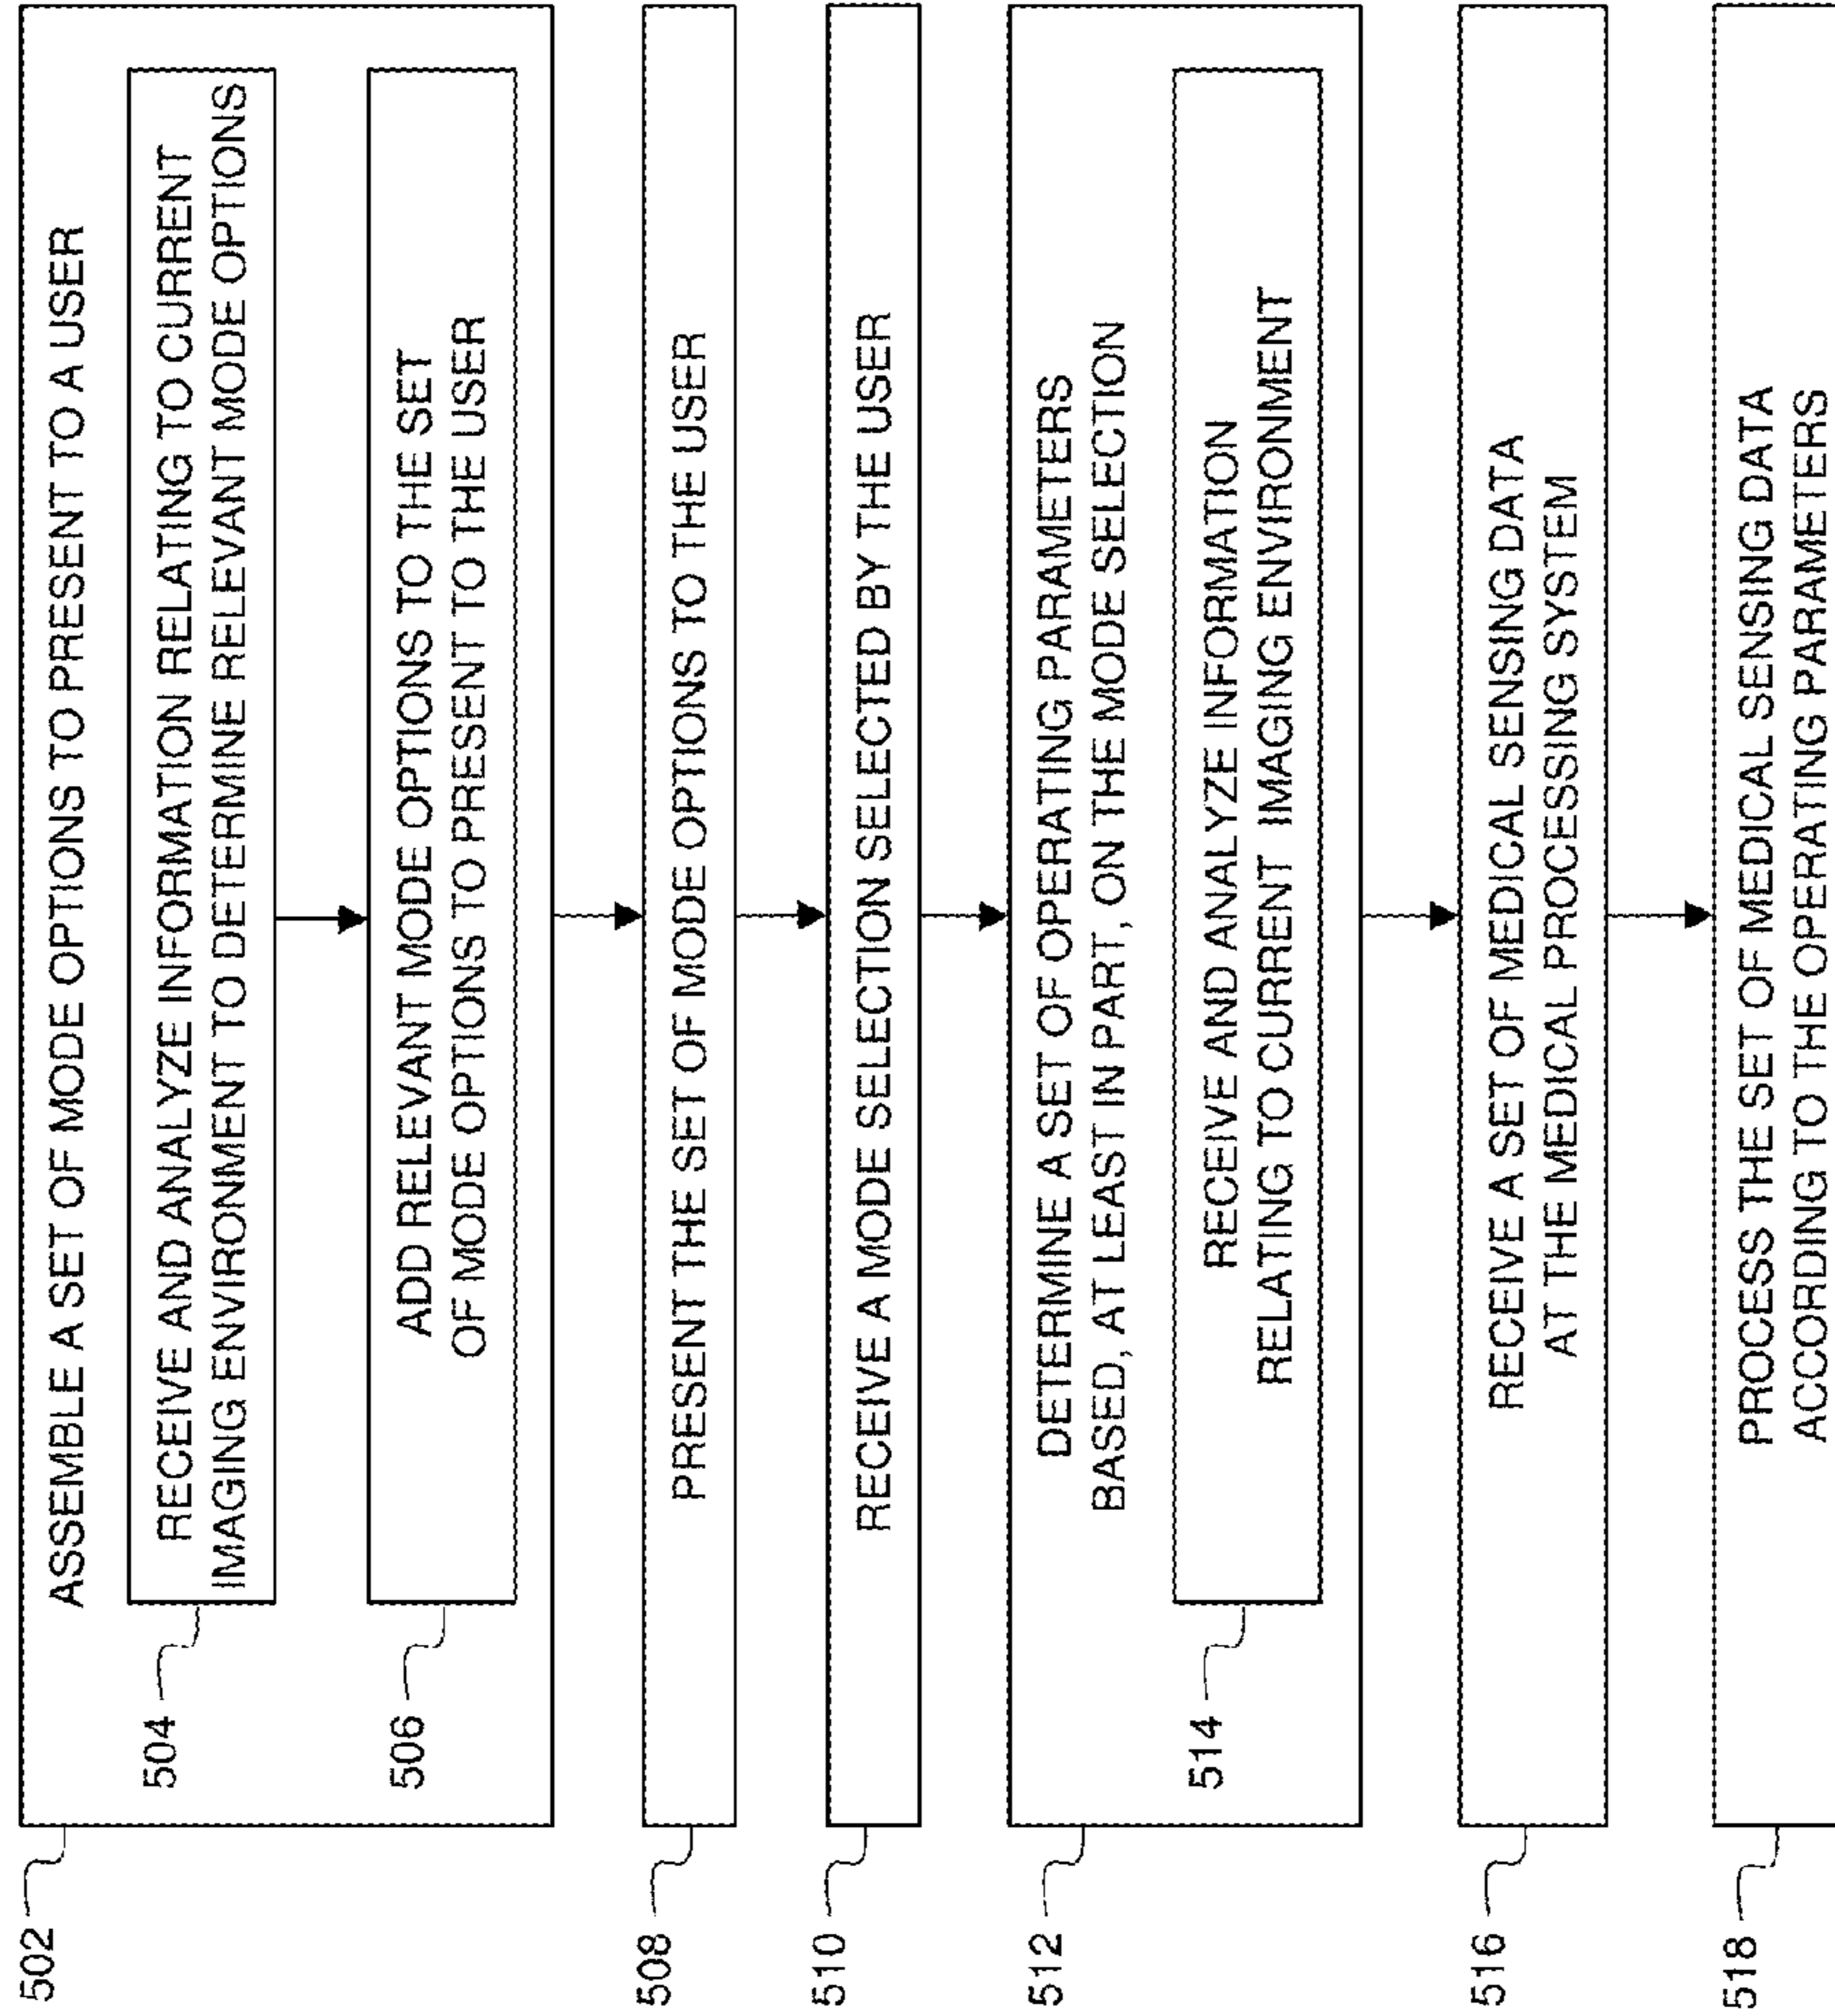 502
ASSEMBLE A SET OF MODE OPTIONS TO PRESENT TO A USER
504
RECEIVE AND ANALYZE INFORMATION RELATING TO CURRENT
IMAGING ENVIRONMENT TO DETERMINE RELEVANT MODE OPTIONS
506
ADD RELEVANT MODE OPTIONS TO THE SET
OF MODE OPTIONS TO PRESENT TO THE USER
508
PRESENT THE SET OF MODE OPTIONS TO THE USER
510
RECEIVE A MODE SELECTION SELECTED BY THE USER
512
DETERMINE A SET OF OPERATING PARAMETERS
BASED, AT LEAST IN PART, ON THE MODE SELECTION
514
RECEIVE AND ANALYZE INFORMATION
RELATING TO CURRENT IMAGING ENVIRONMENT
516
RECEIVE A SET OF MEDICAL SENSING DATA
AT THE MEDICAL PROCESSING SYSTEM
518
PROCESS THE SET OF MEDICAL SENSING DATA
ACCORDING TO THE OPERATING PARAMETERS